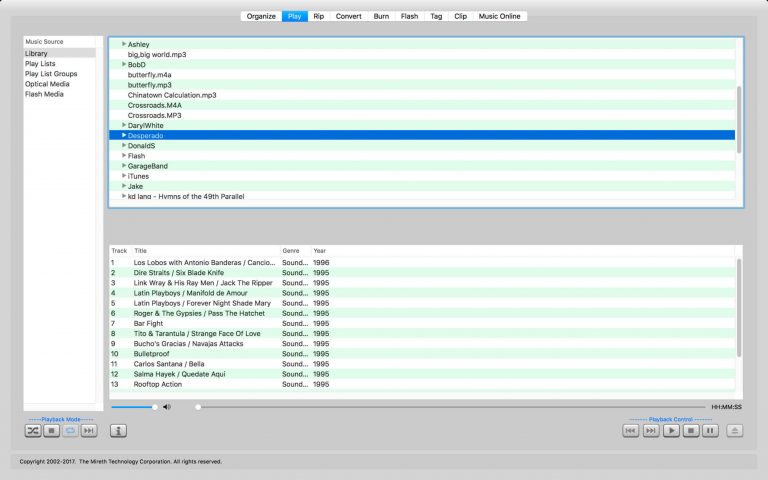 Organize Play Rip Convert Burn Flash Tag Clip Music Online
Music Source
Library
Play Lists
Play List Groups
Optical Media
Flash Media
Ashley
big,big world.mp3
BobD
butterfly.m4a
butterfly.mp3
Chinatown Calculation.mp3
Crossroads.M4A
Crossroads.MP3
DarylWhite
Desperado
DonaldS
Flash
GarageBand
iTunes
Jake
kd lang - Hymns of the 49th Parallel
Track Title Genre Year
1 Los Lobos with Antonio Banderas / Cancio... Sound... 1996
2 Dire Straits / Six Blade Knife Sound... 1995
3 Link Wray & His Ray Men / Jack The Ripper Sound... 1995
4 Latin Playboys / Manifold de Amour Sound... 1995
5 Latin Playboys / Forever Night Shade Mary Sound... 1995
6 Roger & The Gypsies / Pass The Hatchet Sound... 1995
7 Bar Fight Sound... 1995
8 Tito & Tarantula / Strange Face Of Love Sound... 1995
9 Bucho's Gracias / Navajas Attacks Sound... 1995
10 Bulletproof Sound... 1995
11 Carlos Santana / Bella Sound... 1995
12 Salma Hayek / Quedate Aqui Sound... 1995
13 Rooftop Action Sound... 1995
HH:MM:SS
-----Playback Mode-----
------- Playback Control -------
Copyright 2002-2017. The Mireth Technology Corporation. All rights reserved.